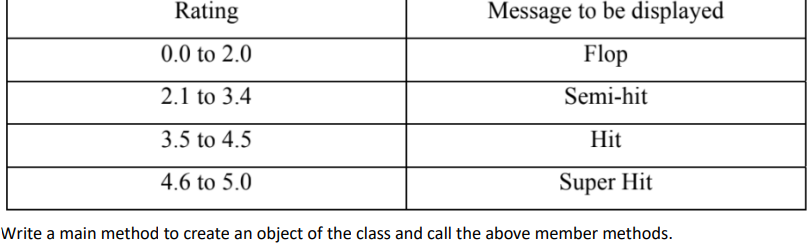 Rating Message to be displayed
0.0 to 2.0 Flop
2.1 to 3.4 Semi-hit
3.5 to 4.5 Hit
4.6 to 5.0 Super Hit
Write a main method to create an object of the class and call the above member methods.